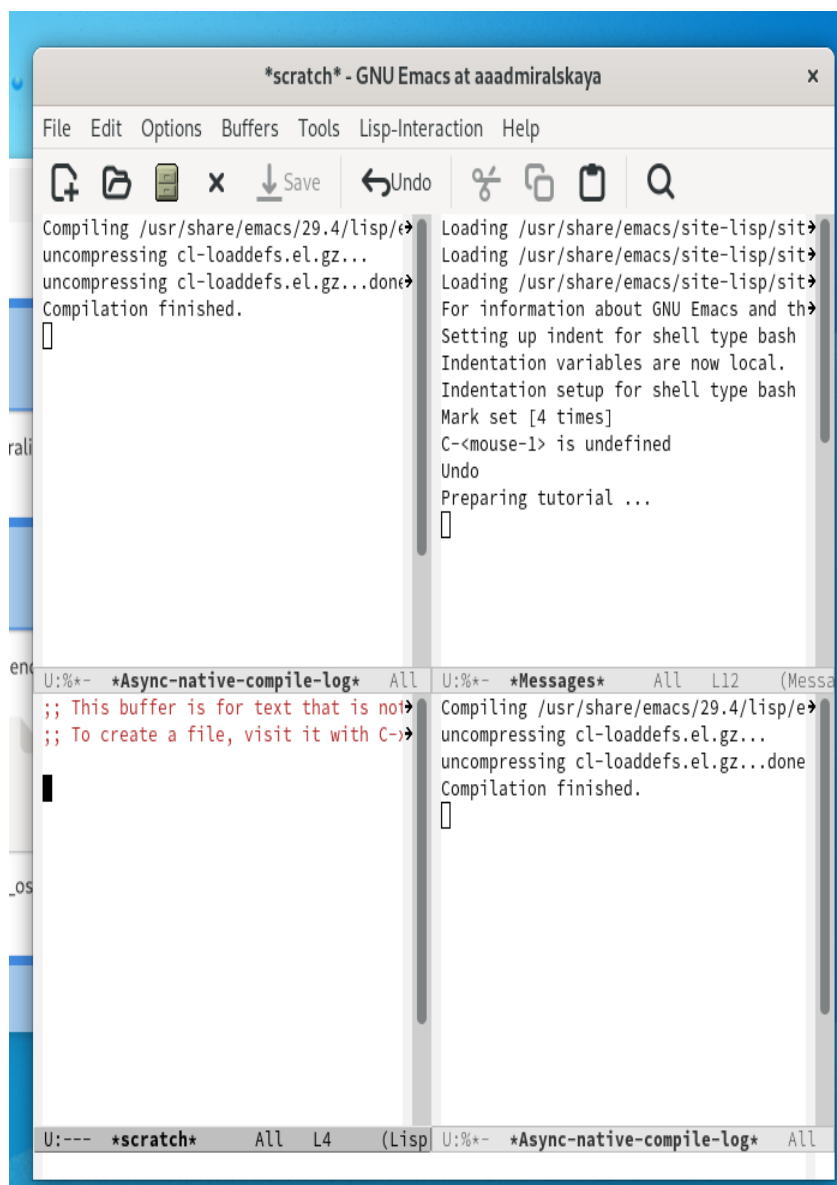 *scratch* - GNU Emacs at aaadmiralskaya
File Edit Options Buffers Tools Lisp-Interaction Help
Save Undo
Compiling /usr/share/emacs/29.4/lisp/
uncompressing cl-loaddefs.el.gz...
uncompressing cl-loaddefs.el.gz...done
Compilation finished.
U:%*- *Async-native-compile-log* All
Loading /usr/share/emacs/site-lisp/sit
Loading /usr/share/emacs/site-lisp/sit
Loading /usr/share/emacs/site-lisp/sit
For information about GNU Emacs and th
Setting up indent for shell type bash
Indentation variables are now local.
Indentation setup for shell type bash
Mark set [4 times]
C-<mouse-1> is undefined
Undo
Preparing tutorial ...
U:%*- *Messages* All L12 (Messa
;; This buffer is for text that is not
;; To create a file, visit it with C-x
U:--- *scratch* All L4 (Lisp
Compiling /usr/share/emacs/29.4/lisp/e
uncompressing cl-loaddefs.el.gz...
uncompressing cl-loaddefs.el.gz...done
Compilation finished.
U:%*- *Async-native-compile-log* All
rali
enc
_os